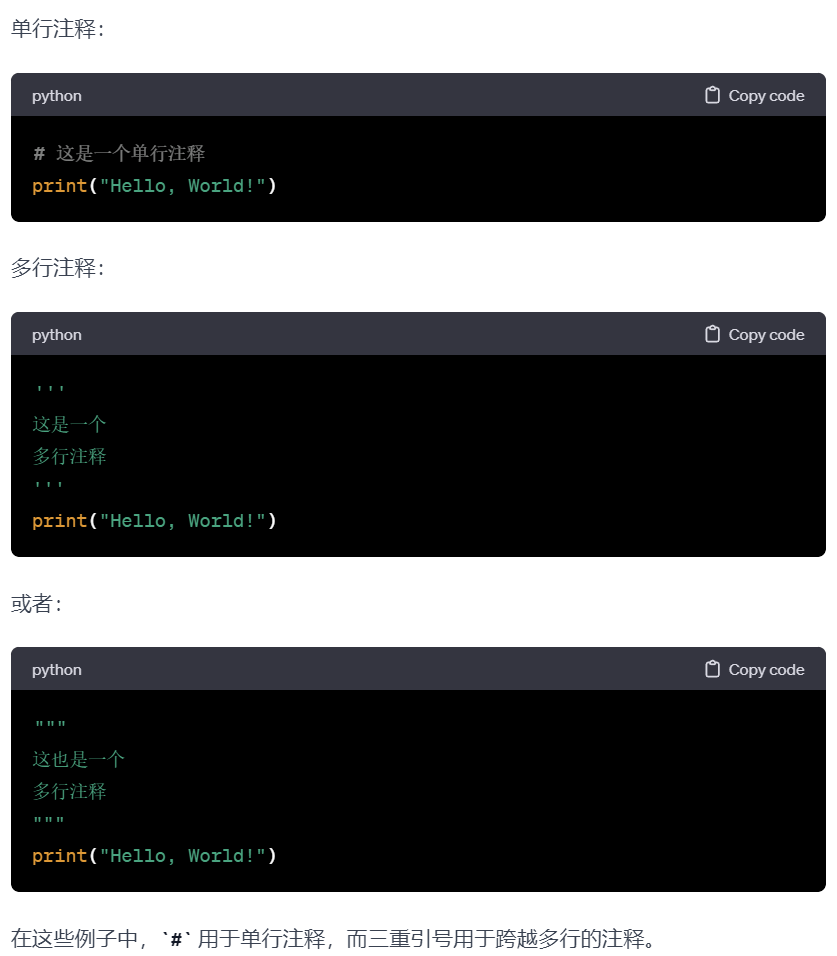 单行注释：
python
Copy code
# 这是一个单行注释
print("Hello, World!")
多行注释：
python
Copy code
'''
这是一个
多行注释
'''
print("Hello, World!")
或者：
python
Copy code
"""
这也是一个
多行注释
"""
print("Hello, World!")
在这些例子中，`#` 用于单行注释，而三重引号用于跨越多行的注释。